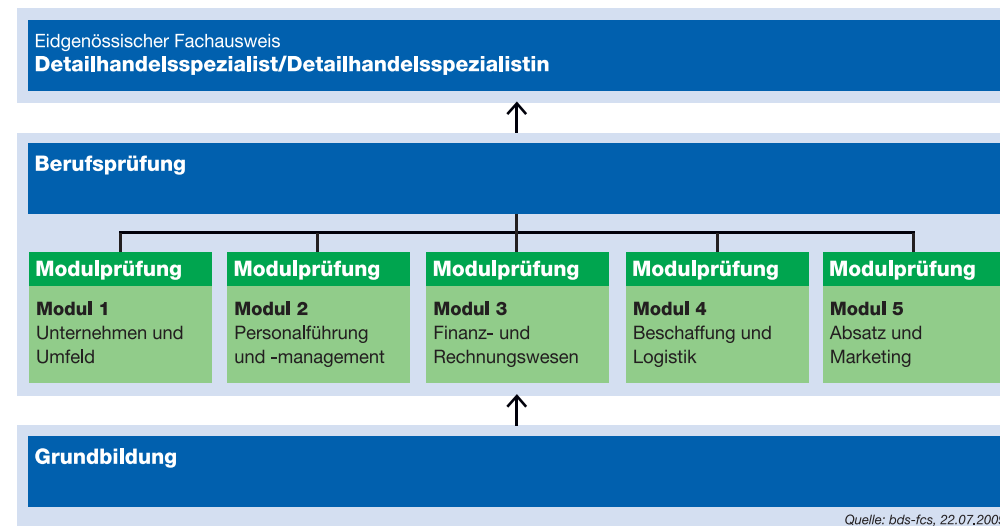 Eidgenössischer Fachausweis
Detailhandelsspezialist/Detailhandelsspezialistin
Berufsprüfung
Modulprüfung
Modul 1
Unternehmen und
Umfeld
Modulprüfung
Modul 2
Personalführung
und -management
Modulprüfung
Modul 3
Finanz- und
Rechnungswesen
Modulprüfung
Modul 4
Beschaffung und
Logistik
Modulprüfung
Modul 5
Absatz und
Marketing
Grundbildung
Quelle: bds-fcs, 22.07.